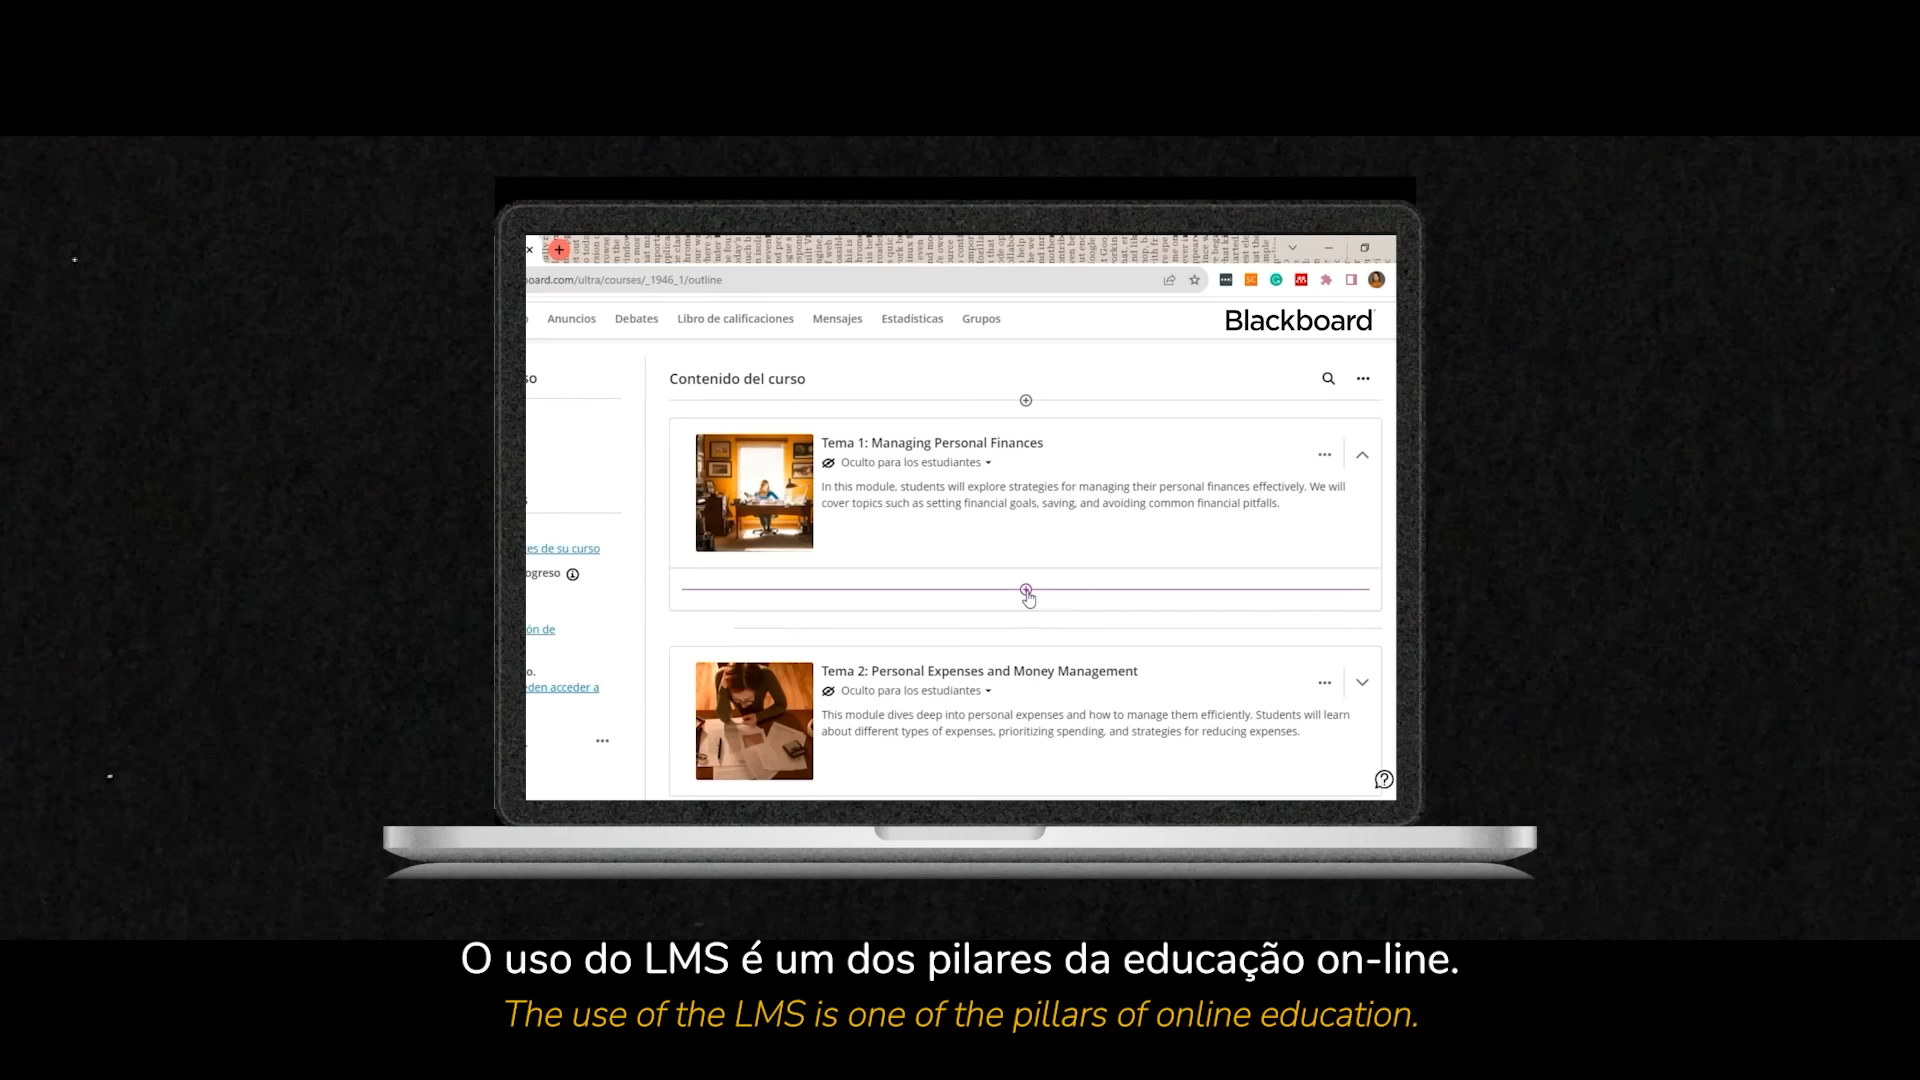 board.com/ultra/courses/_1946_1/outline
Anuncios Debates Libro de calificaciones Mensajes Estadísticas Grupos
Blackboard
so
Contenido del curso
Tema 1: Managing Personal Finances
Oculto para los estudiantes
In this module, students will explore strategies for managing their personal finances effectively. We will
cover topics such as setting financial goals, saving, and avoiding common financial pitfalls.
es de su curso
ogreso
ón de
o.
eden acceder a
Tema 2: Personal Expenses and Money Management
Oculto para los estudiantes
This module dives deep into personal expenses and how to manage them efficiently. Students will learn
about different types of expenses, prioritizing spending, and strategies for reducing expenses.
O uso do LMS é um dos pilares da educação on-line.
The use of the LMS is one of the pillars of online education.